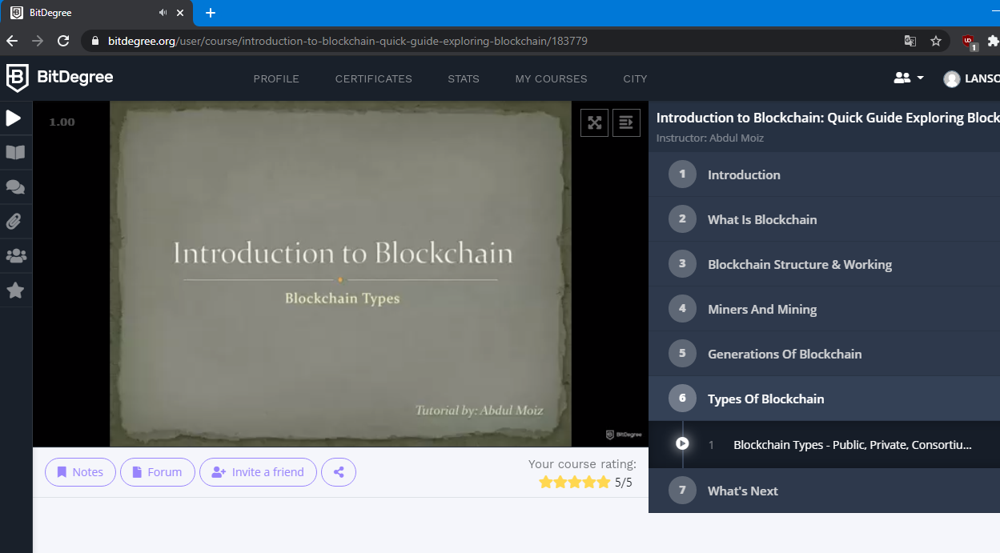 BitDegree
bitdegree.org/user/course/introduction-to-blockchain-quick-guide-exploring-blockchain/183779
UD
1
B BitDegree
PROFILE CERTIFICATES STATS MY COURSES CITY
LANSO
1.00
Introduction to Blockchain
Blockchain Types
Tutorial by: Abdul Moiz
BitDegree
Introduction to Blockchain: Quick Guide Exploring Block
Instructor: Abdul Moiz
1 Introduction
2 What Is Blockchain
3 Blockchain Structure & Working
4 Miners And Mining
5 Generations Of Blockchain
6 Types Of Blockchain
1 Blockchain Types - Public, Private, Consortiu...
7 What's Next
Notes Forum Invite a friend
Your course rating:
5/5